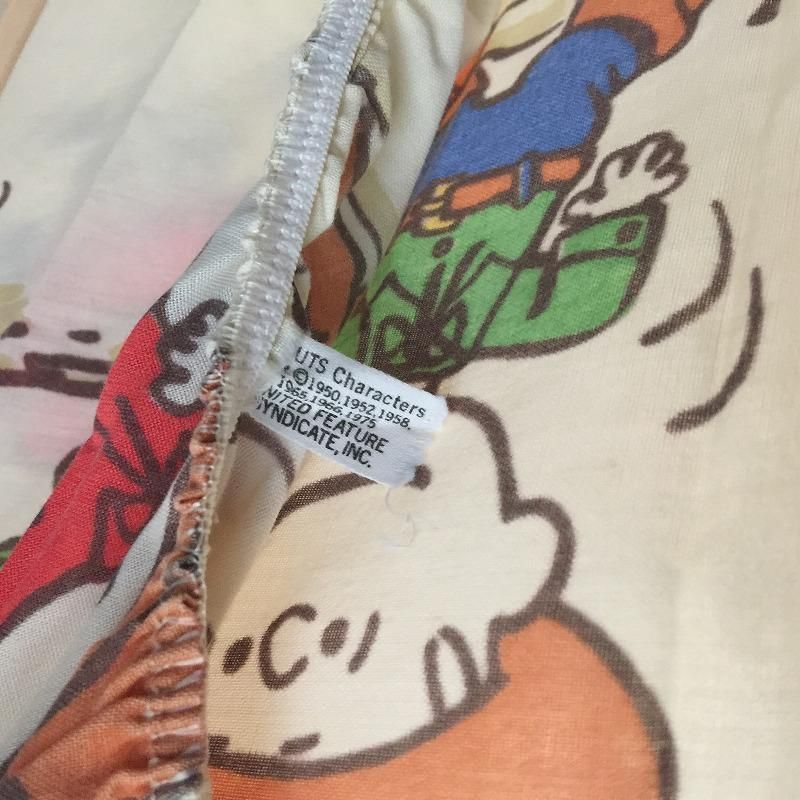 UTS Characters
©1950,1952,1958,
1965,1966,1975
NITED FEATURE
SYNDICATE, INC.